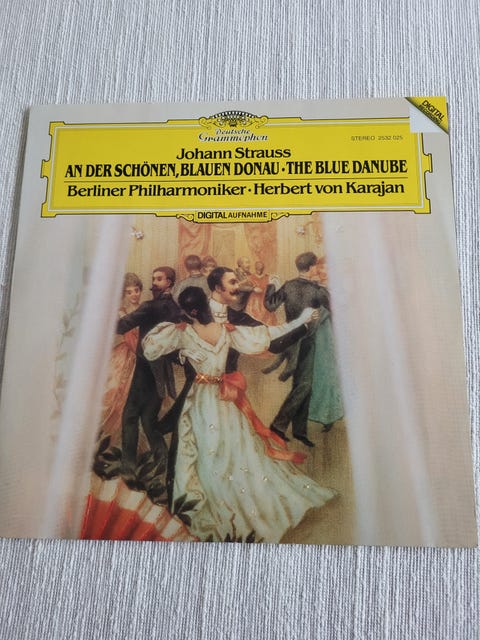 Deutsche
Grammophon
STEREO 2532 025
DIGITAL
Johann Strauss
AN DER SCHÖNEN, BLAUEN DONAU · THE BLUE DANUBE
Berliner Philharmoniker · Herbert von Karajan
DIGITAL AUFNAHME